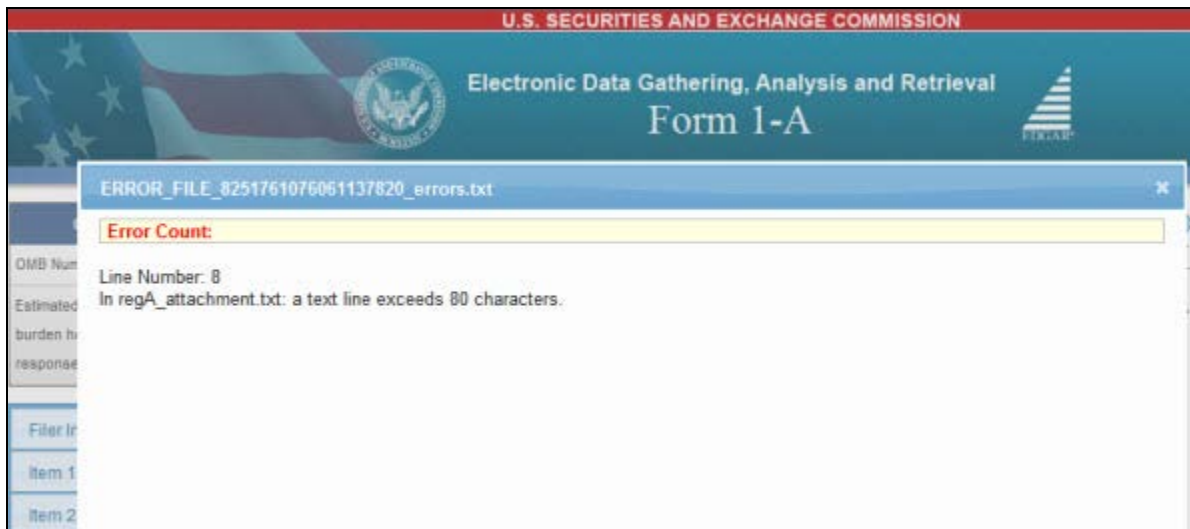 U.S. SECURITIES AND EXCHANGE COMMISSION
Electronic Data Gathering, Analysis and Retrieval
Form 1-A
EDGAR
ERROR_FILE_8251761076061137820_errors.txt
Error Count:
OMB Num
Line Number: 8
In regA_attachment.txt: a text line exceeds 80 characters.
Estimated
burden h
response
Filer In
Item 1
Item 2